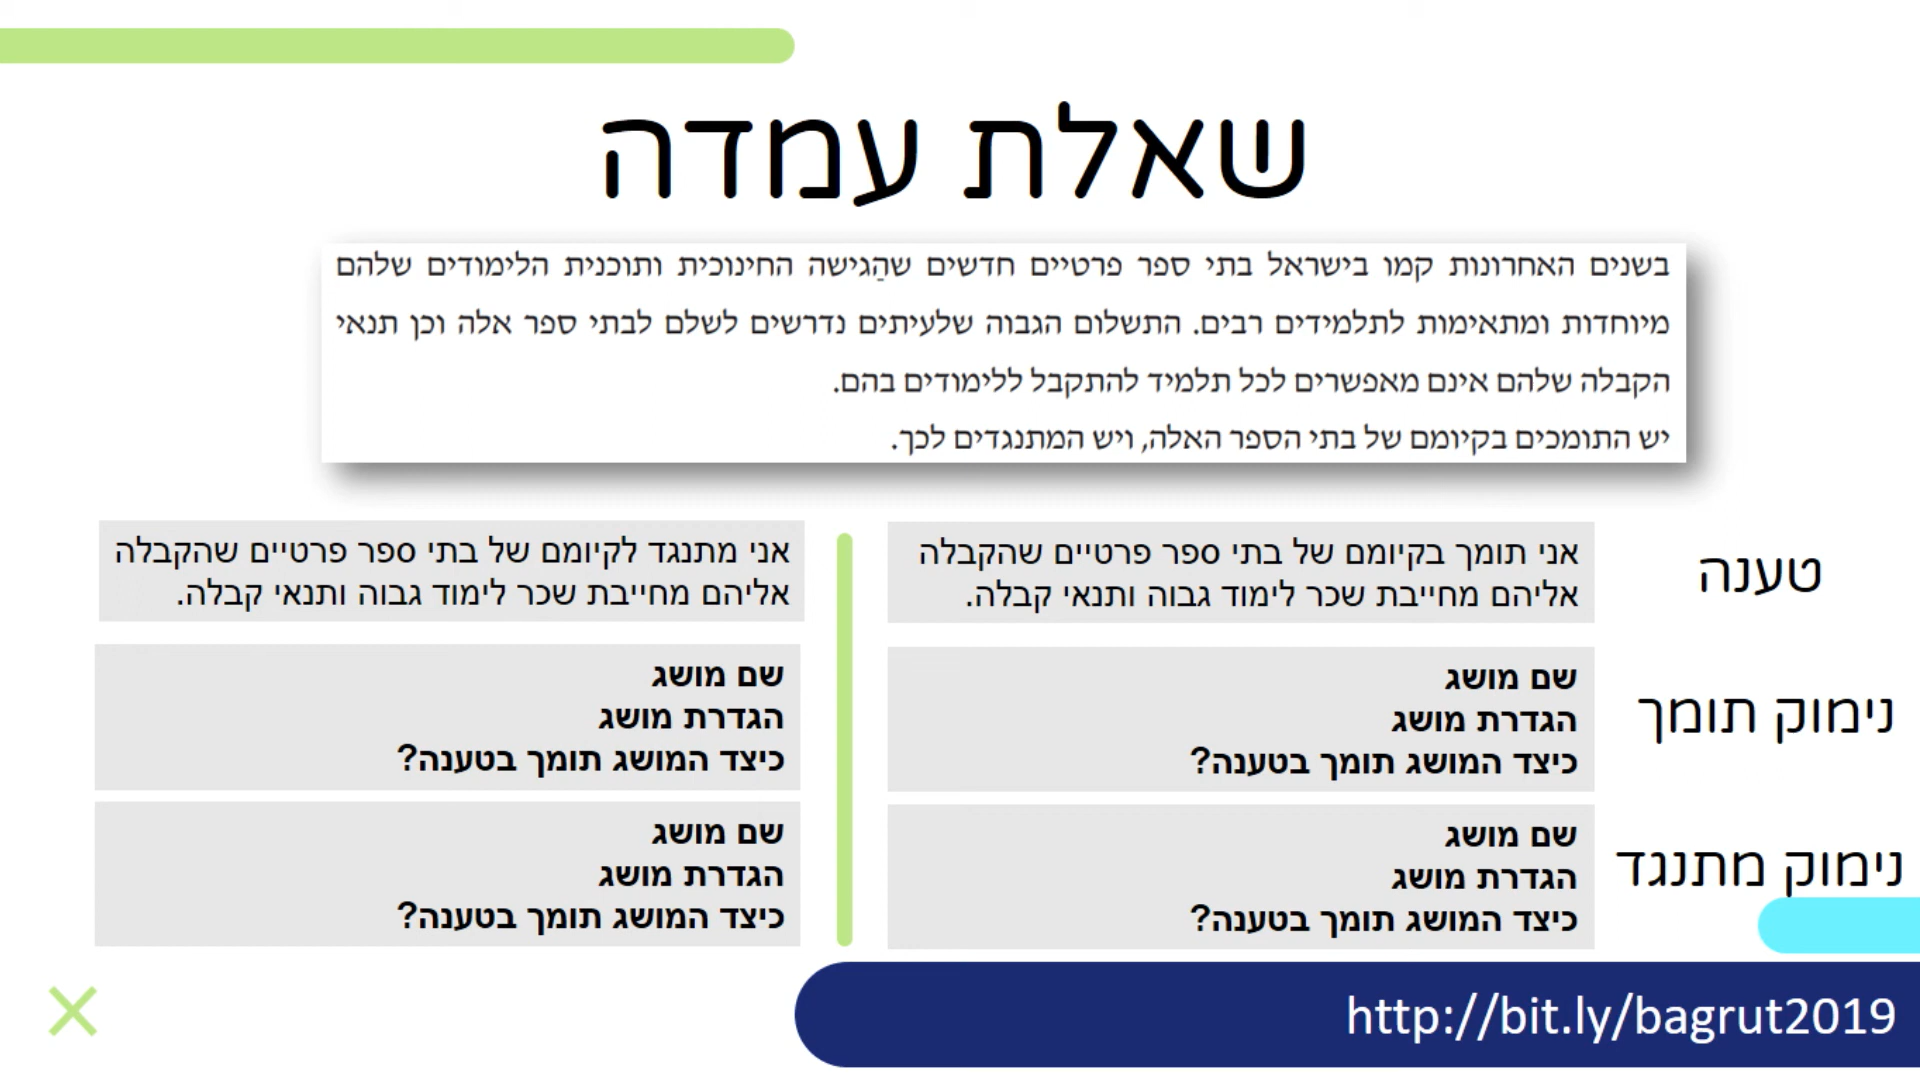 שאלת עמדה
בשנים האחרונות קמו בישראל בתי ספר פרטיים חדשים שהַגישה החינוכית ותוכנית הלימודים שלהם
מיוחדות ומתאימות לתלמידים רבים. התשלום הגבוה שלעיתים נדרשים לשלם לבתי ספר אלה וכן תנאי
הקבלה שלהם אינם מאפשרים לכל תלמיד להתקבל ללימודים בהם.
יש התומכים בקיומם של בתי הספר האלה, ויש המתנגדים לכך.
טענה
אני תומך בקיומם של בתי ספר פרטיים שהקבלה
אליהם מחייבת שכר לימוד גבוה ותנאי קבלה.
אני מתנגד לקיומם של בתי ספר פרטיים שהקבלה
אליהם מחייבת שכר לימוד גבוה ותנאי קבלה.
נימוק תומך
שם מושג
הגדרת מושג
כיצד המושג תומך בטענה?
שם מושג
הגדרת מושג
כיצד המושג תומך בטענה?
נימוק מתנגד
שם מושג
הגדרת מושג
כיצד המושג תומך בטענה?
שם מושג
הגדרת מושג
כיצד המושג תומך בטענה?
http://bit.ly/bagrut2019